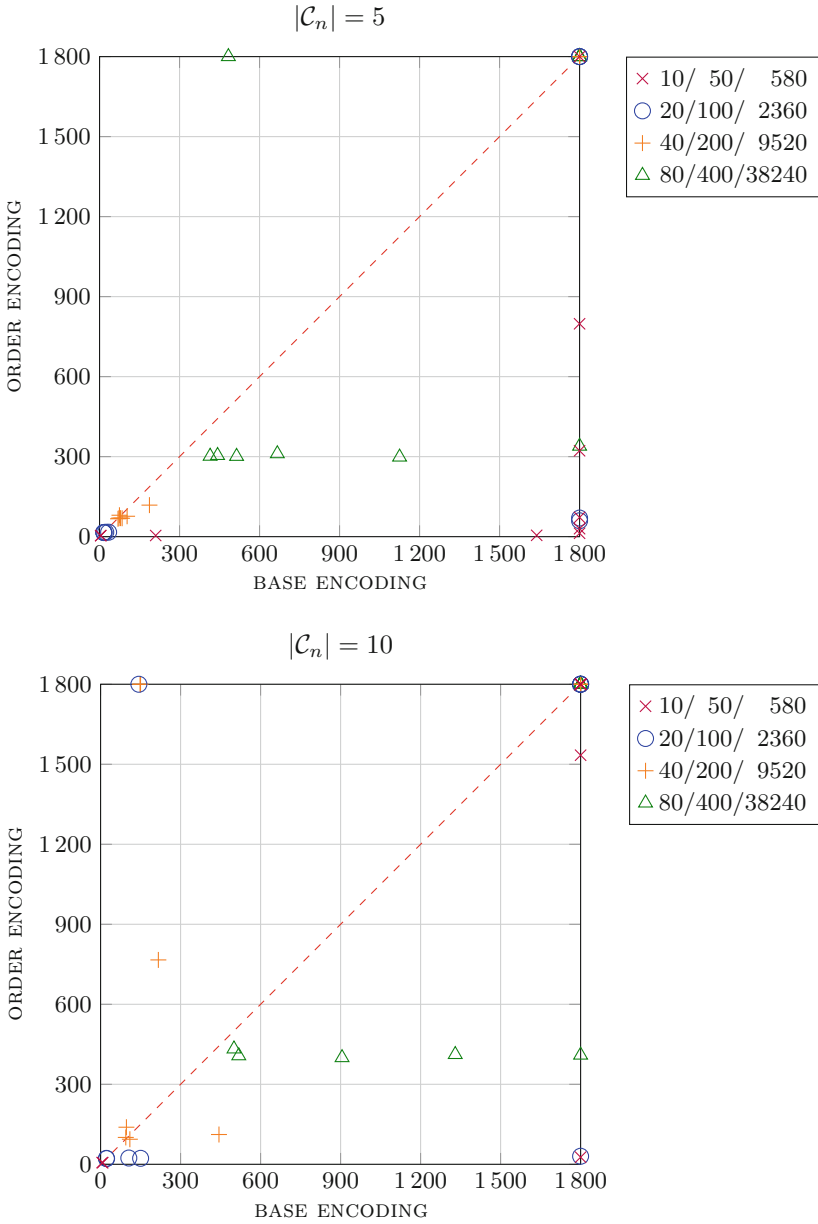 |𝒞ₙ| = 5
1 800
1 500
1 200
900
600
300
0
ORDER ENCODING
0 300 600 900 1 200 1 500 1 800
BASE ENCODING
10/ 50/ 580
20/100/ 2360
40/200/ 9520
80/400/38240
|𝒞ₙ| = 10
1 800
1 500
1 200
900
600
300
0
ORDER ENCODING
0 300 600 900 1 200 1 500 1 800
BASE ENCODING
10/ 50/ 580
20/100/ 2360
40/200/ 9520
80/400/38240